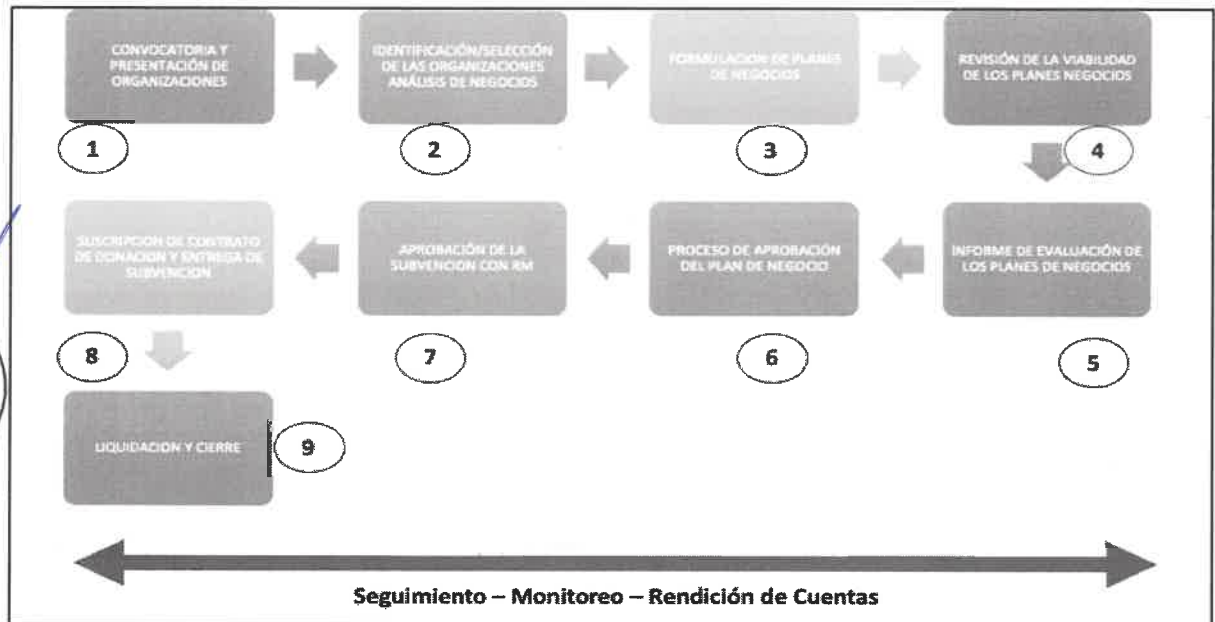 CONVOCATORIA Y
PRESENTACIÓN DE
ORGANIZACIONES
1
IDENTIFICACIÓN/SELECCIÓN
DE LAS ORGANIZACIONES
ANÁLISIS DE NEGOCIOS
2
FORMULACION DE PLANES
DE NEGOCIOS
3
REVISIÓN DE LA VIABILIDAD
DE LOS PLANES NEGOCIOS
4
INFORME DE EVALUACIÓN DE
LOS PLANES DE NEGOCIOS
5
PROCESO DE APROBACIÓN
DEL PLAN DE NEGOCIO
6
APROBACIÓN DE LA
SUBVENCIÓN CON RM
7
SUSCRIPCION DE CONTRATO
DE DONACIÓN Y ENTREGA DE
SUBVENCION
8
LIQUIDACION Y CIERRE
9
Seguimiento – Monitoreo – Rendición de Cuentas